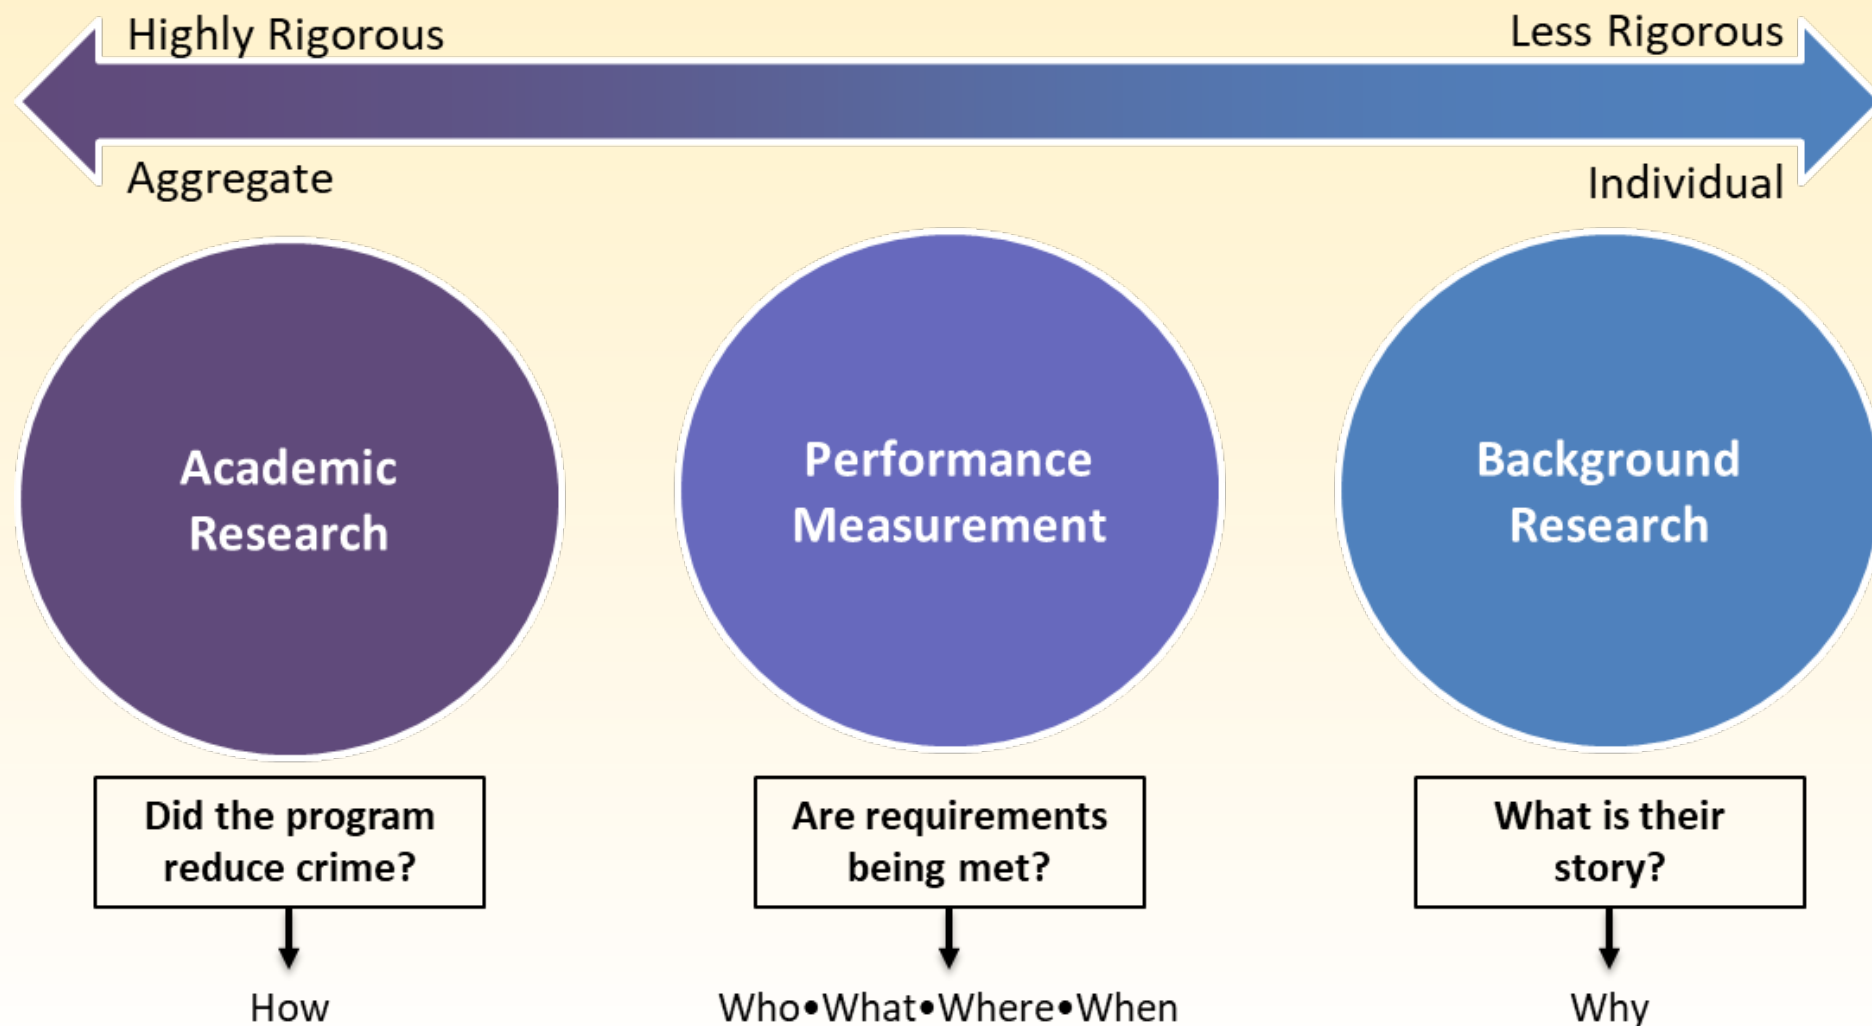 Highly Rigorous
Less Rigorous
Aggregate
Individual
Academic
Research
Performance
Measurement
Background
Research
Did the program
reduce crime?
Are requirements
being met?
What is their
story?
How
Who•What•Where•When
Why